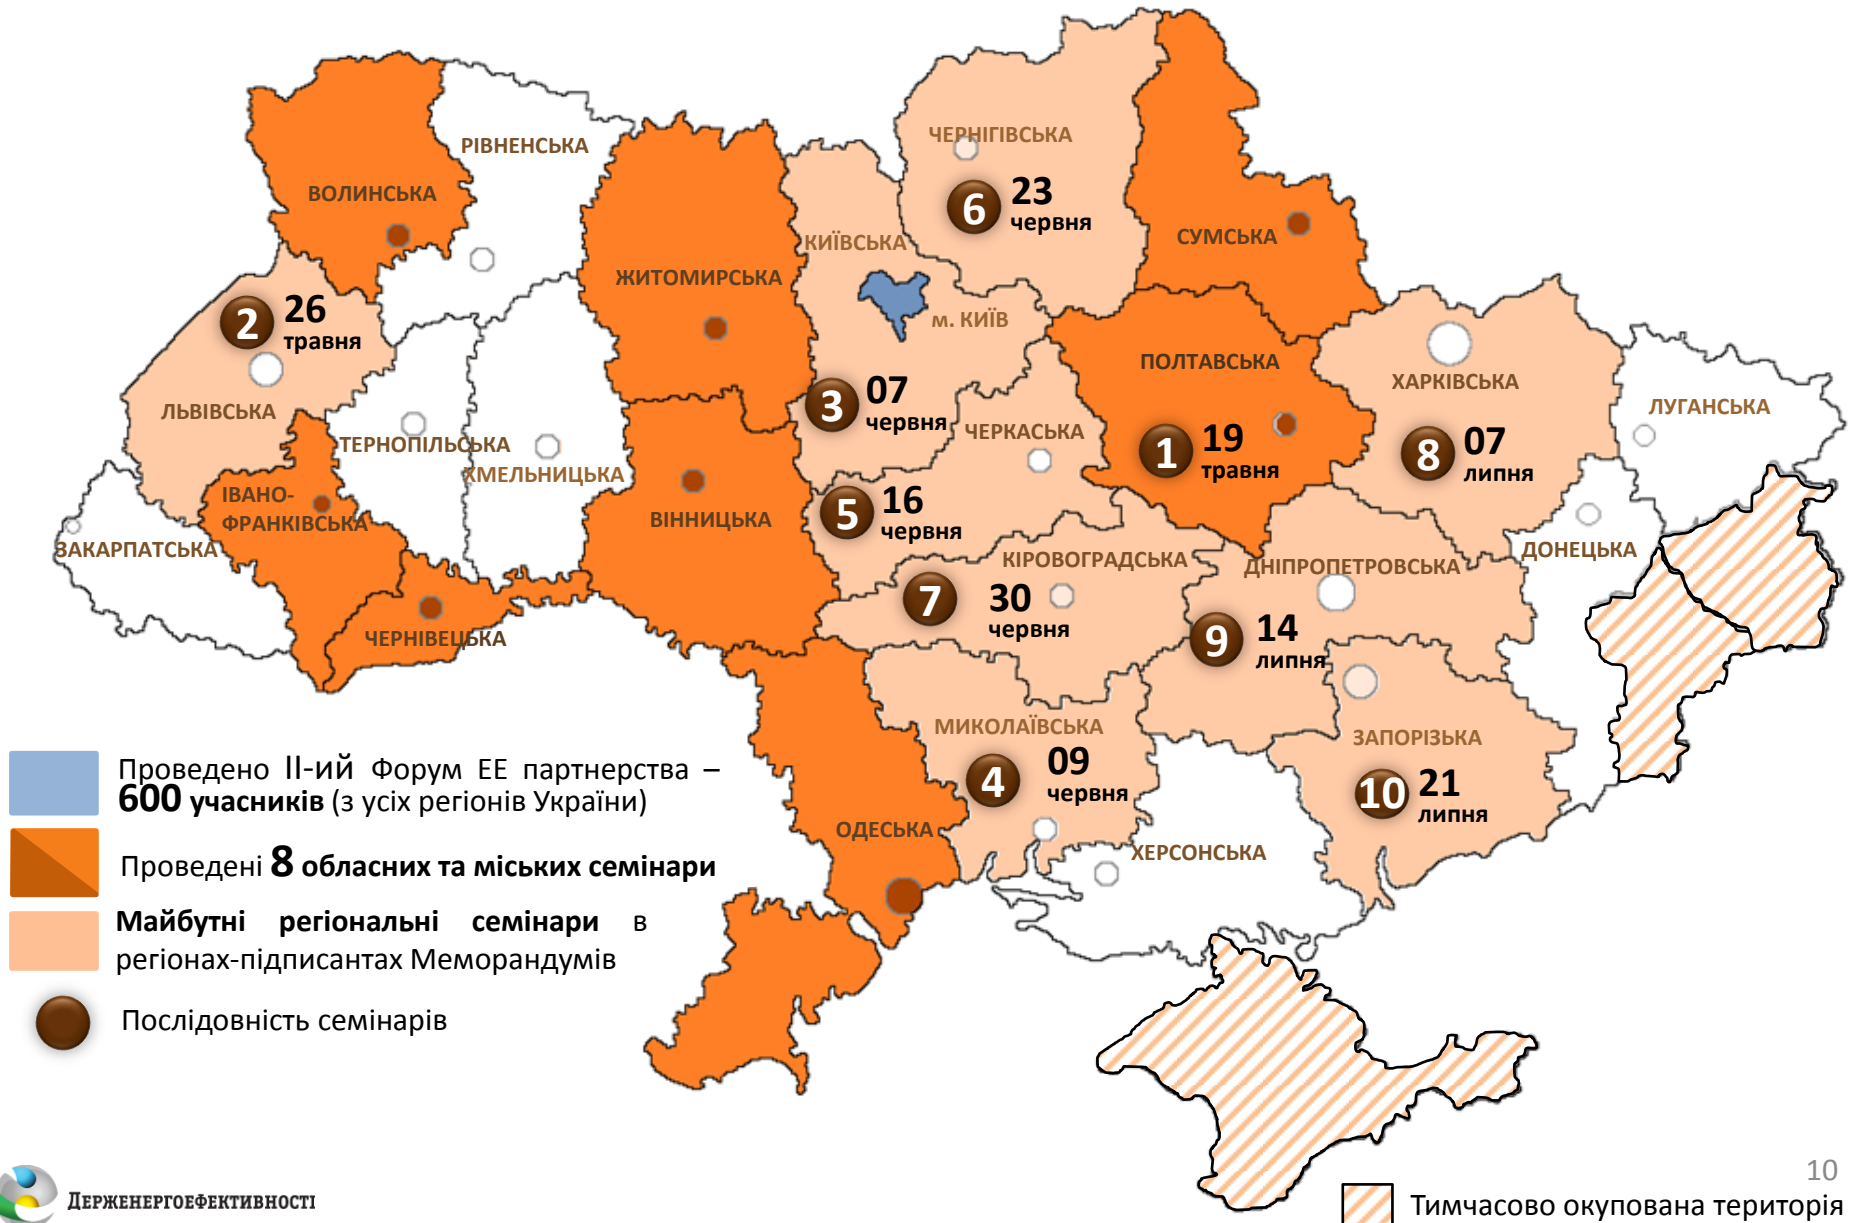 РІВНЕНСЬКА
ЧЕРНІГІВСЬКА
ВОЛИНСЬКА
6 23
червня
КИЇВСЬКА
СУМСЬКА
ЖИТОМИРСЬКА
2 26
травня
м. КИЇВ
ПОЛТАВСЬКА
ХАРКІВСЬКА
ЛЬВІВСЬКА
3 07
червня
ЛУГАНСЬКА
ЧЕРКАСЬКА
ТЕРНОПІЛЬСЬКА
1 19
травня
8 07
липня
ХМЕЛЬНИЦЬКА
ІВАНО-
ФРАНКІВСЬКА
ВІННИЦЬКА
5 16
червня
ЗАКАРПАТСЬКА
ДОНЕЦЬКА
КІРОВОГРАДСЬКА
ДНІПРОПЕТРОВСЬКА
7 30
червня
ЧЕРНІВЕЦЬКА
9 14
липня
МИКОЛАЇВСЬКА
ЗАПОРІЗЬКА
4 09
червня
10 21
липня
ОДЕСЬКА
ХЕРСОНСЬКА
Проведено ІІ-ий Форум ЕЕ партнерства –
600 учасників (з усіх регіонів України)
Проведені 8 обласних та міських семінари
Майбутні регіональні семінари в
регіонах-підписантах Меморандумів
Послідовність семінарів
10
ДЕРЖЕНЕРГОЕФЕКТИВНОСТІ
Тимчасово окупована територія